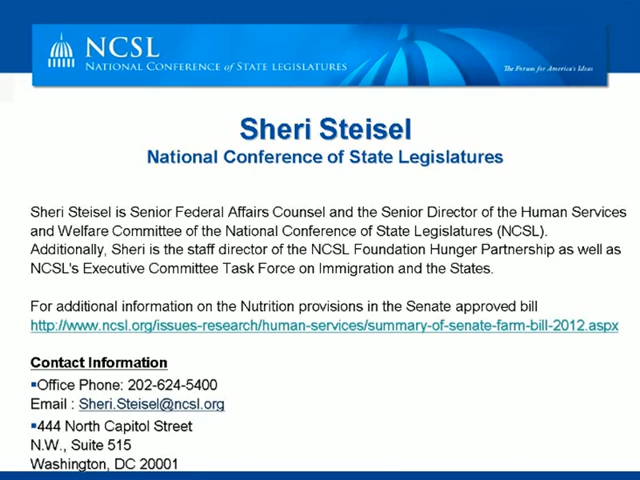 NCSL
NATIONAL CONFERENCE of STATE LEGISLATURES
The Forum for America's Ideas
Sheri Steisel
National Conference of State Legislatures
Sheri Steisel is Senior Federal Affairs Counsel and the Senior Director of the Human Services
and Welfare Committee of the National Conference of State Legislatures (NCSL).
Additionally, Sheri is the staff director of the NCSL Foundation Hunger Partnership as well as
NCSL's Executive Committee Task Force on Immigration and the States.
For additional information on the Nutrition provisions in the Senate approved bill
http://www.ncsl.org/issues-research/human-services/summary-of-senate-farm-bill-2012.aspx
Contact Information
▪Office Phone: 202-624-5400
Email : Sheri.Steisel@ncsl.org
▪444 North Capitol Street
N.W., Suite 515
Washington, DC 20001